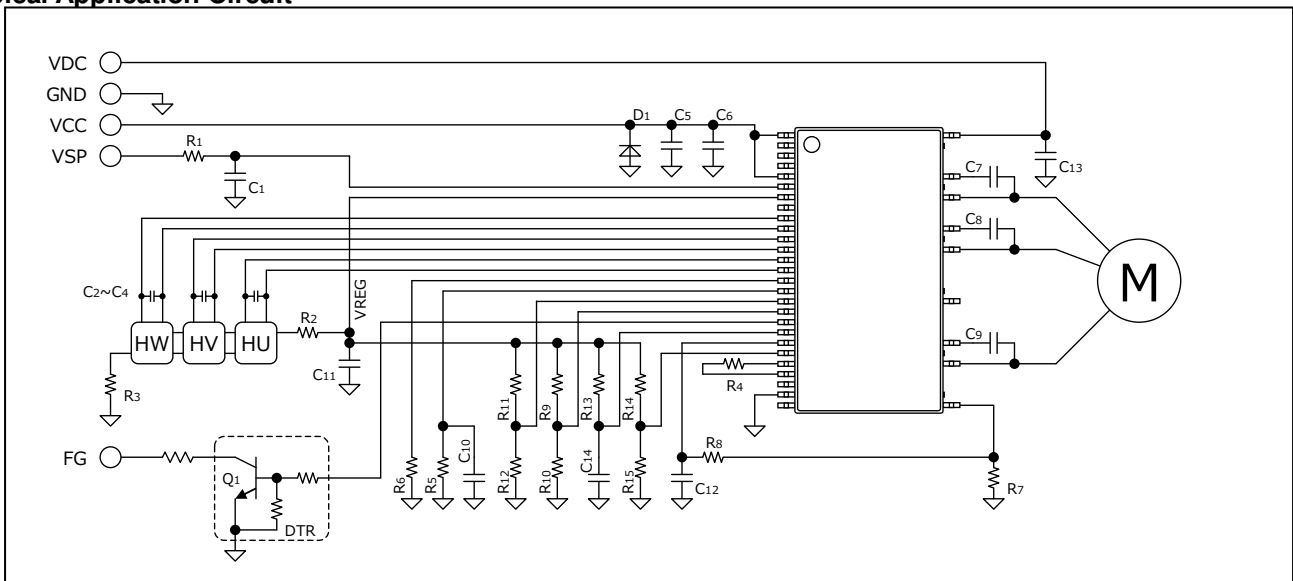 Application Circuit
VDC
GND
VCC
VSP
R1
C1
D1
C5
C6
C7
C13
C8
M
C2~C4
VREG
R2
HW
HV
HU
C11
C9
R3
R4
R11
R9
R13
R14
R8
FG
Q1
DTR
R6
R5
C10
R12
R10
C14
R15
C12
R7